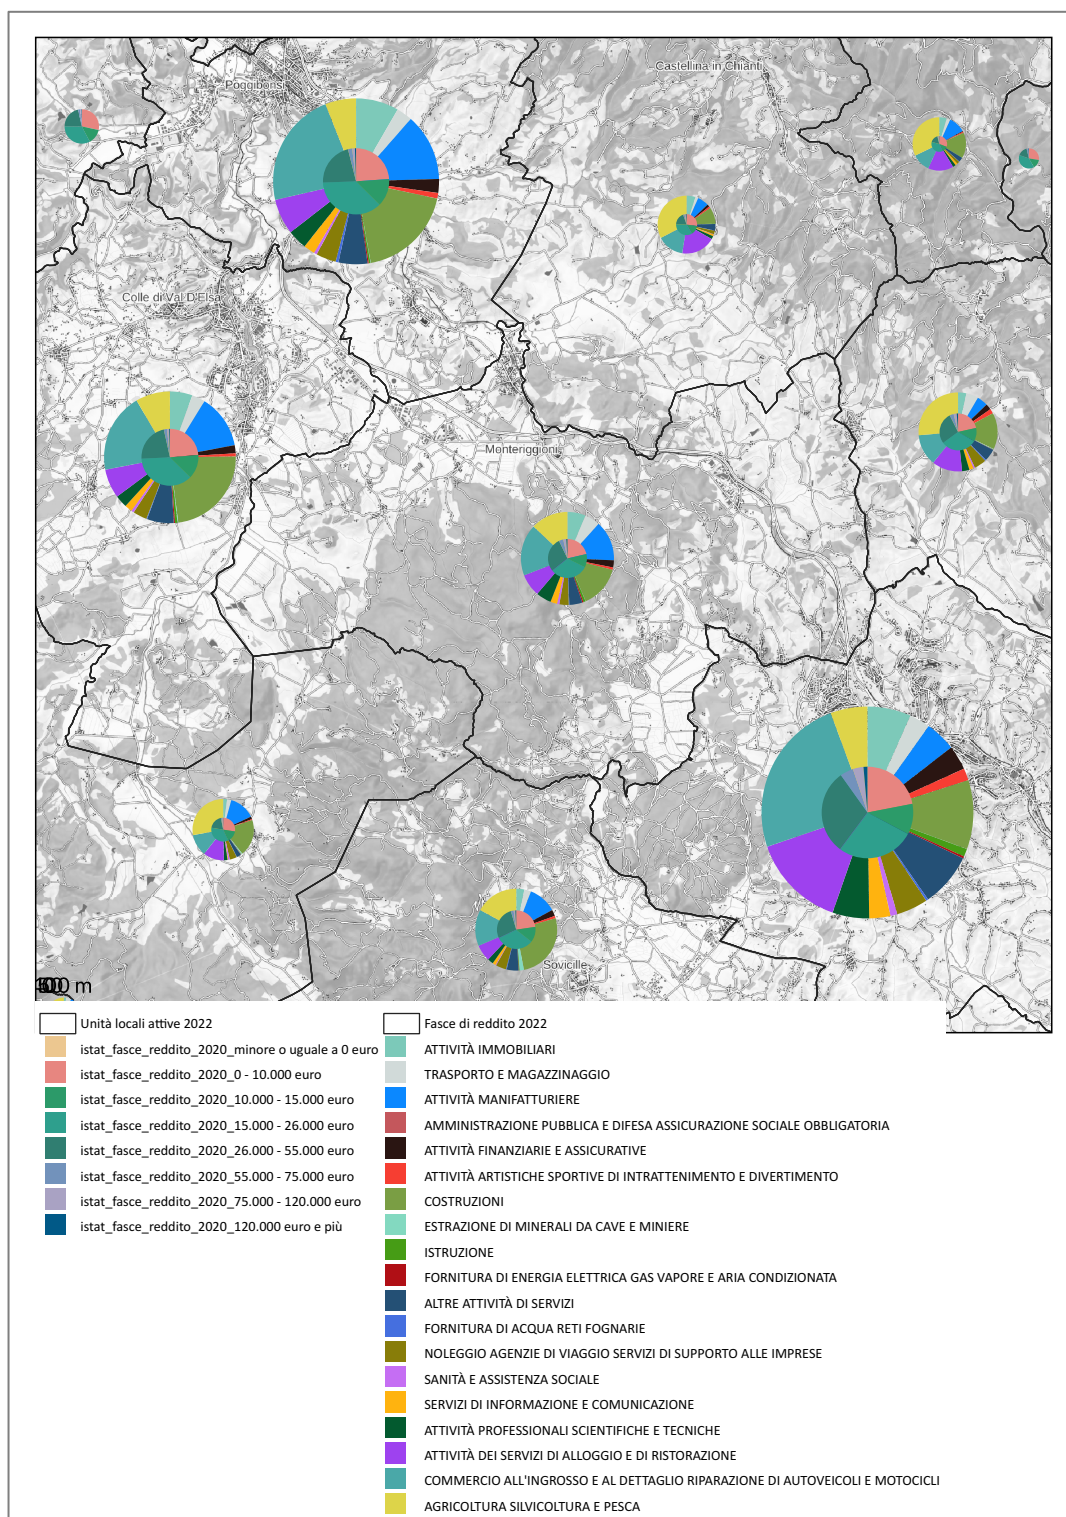 Poggibonsi
Castellina in Chianti
Colle di Val D'Elsa
Monteriggioni
Sovicille
m
Unità locali attive 2022
istat_fasce_reddito_2020_minore o uguale a 0 euro
istat_fasce_reddito_2020_0 - 10.000 euro
istat_fasce_reddito_2020_10.000 - 15.000 euro
istat_fasce_reddito_2020_15.000 - 26.000 euro
istat_fasce_reddito_2020_26.000 - 55.000 euro
istat_fasce_reddito_2020_55.000 - 75.000 euro
istat_fasce_reddito_2020_75.000 - 120.000 euro
istat_fasce_reddito_2020_120.000 euro e più
Fasce di reddito 2022
ATTIVITÀ IMMOBILIARI
TRASPORTO E MAGAZZINAGGIO
ATTIVITÀ MANIFATTURIERE
AMMINISTRAZIONE PUBBLICA E DIFESA ASSICURAZIONE SOCIALE OBBLIGATORIA
ATTIVITÀ FINANZIARIE E ASSICURATIVE
ATTIVITÀ ARTISTICHE SPORTIVE DI INTRATTENIMENTO E DIVERTIMENTO
COSTRUZIONI
ESTRAZIONE DI MINERALI DA CAVE E MINIERE
ISTRUZIONE
FORNITURA DI ENERGIA ELETTRICA GAS VAPORE E ARIA CONDIZIONATA
ALTRE ATTIVITÀ DI SERVIZI
FORNITURA DI ACQUA RETI FOGNARIE
NOLEGGIO AGENZIE DI VIAGGIO SERVIZI DI SUPPORTO ALLE IMPRESE
SANITÀ E ASSISTENZA SOCIALE
SERVIZI DI INFORMAZIONE E COMUNICAZIONE
ATTIVITÀ PROFESSIONALI SCIENTIFICHE E TECNICHE
ATTIVITÀ DEI SERVIZI DI ALLOGGIO E DI RISTORAZIONE
COMMERCIO ALL'INGROSSO E AL DETTAGLIO RIPARAZIONE DI AUTOVEICOLI E MOTOCICLI
AGRICOLTURA SILVICOLTURA E PESCA